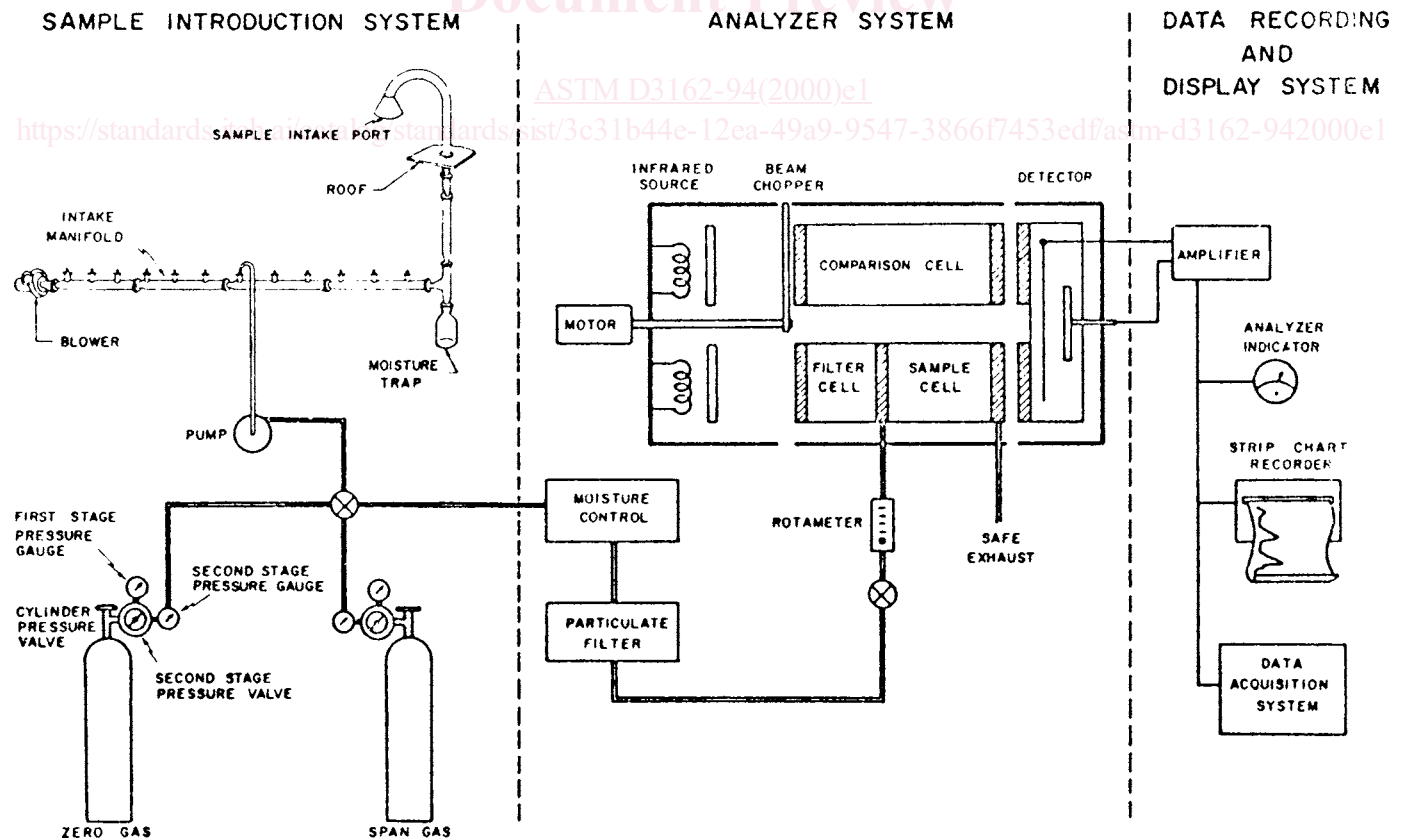 Document Preview
SAMPLE INTRODUCTION SYSTEM
ANALYZER SYSTEM
DATA RECORDING
AND
DISPLAY SYSTEM
ASTM D3162-94(2000)e1
https://standards.iteh.ai/catalog/standards/sist/3c31b44e-12ea-49a9-9547-3866f7453edf/astm-d3162-942000e1
SAMPLE INTAKE PORT
ROOF
INTAKE
MANIFOLD
BLOWER
MOISTURE
TRAP
PUMP
FIRST STAGE
PRESSURE
GAUGE
SECOND STAGE
PRESSURE GAUGE
CYLINDER
PRESSURE
VALVE
SECOND STAGE
PRESSURE VALVE
ZERO GAS
SPAN GAS
INFRARED
SOURCE
BEAM
CHOPPER
DETECTOR
COMPARISON CELL
MOTOR
FILTER
CELL
SAMPLE
CELL
MOISTURE
CONTROL
ROTAMETER
SAFE
EXHAUST
PARTICULATE
FILTER
AMPLIFIER
ANALYZER
INDICATOR
STRIP CHART
RECORDER
DATA
ACQUISITION
SYSTEM